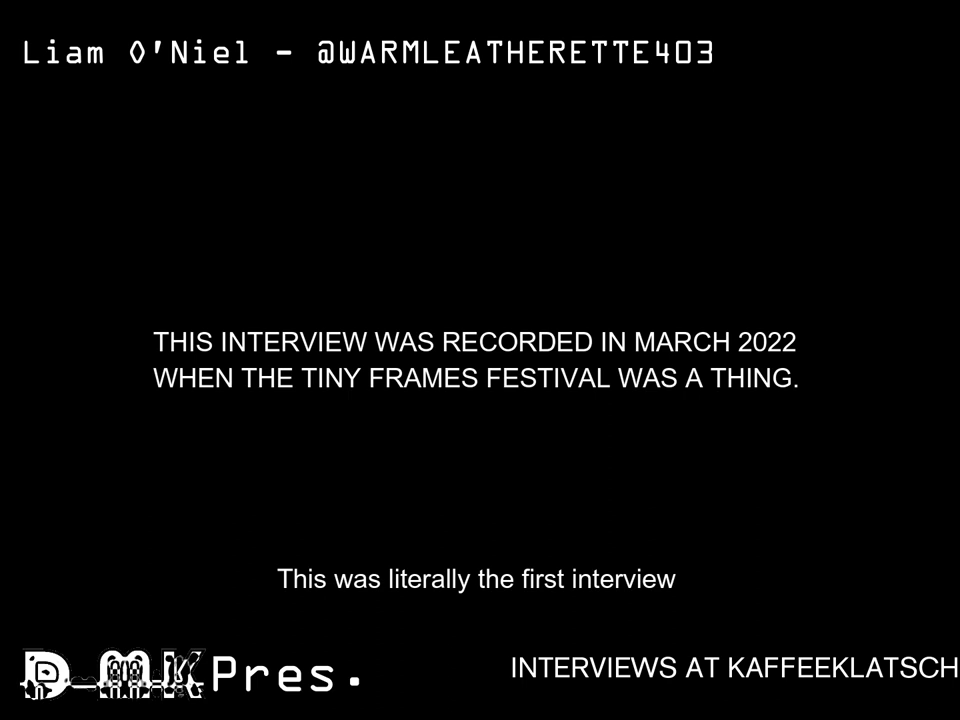 Liam O'Niel - @WARMLEATHERETTE403
THIS INTERVIEW WAS RECORDED IN MARCH 2022
WHEN THE TINY FRAMES FESTIVAL WAS A THING.
This was literally the first interview
D_MK Pres.
INTERVIEWS AT KAFFEEKLATSCH